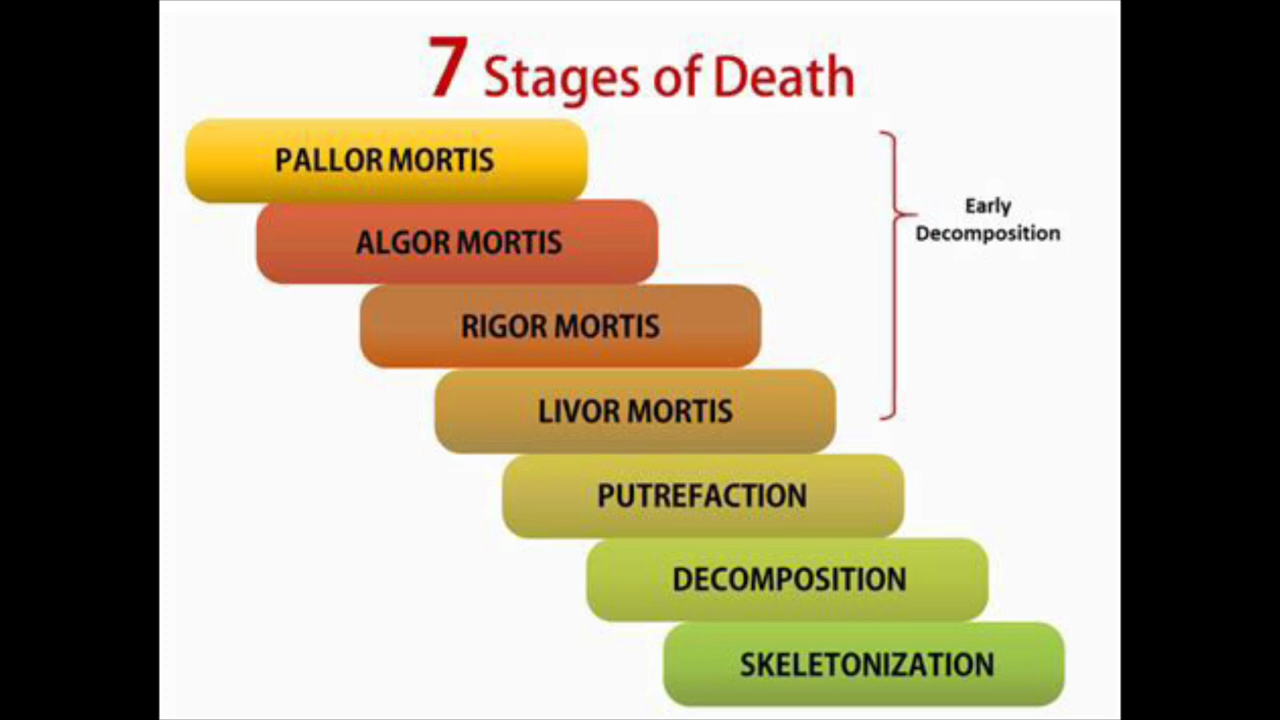 7 Stages of Death
PALLOR MORTIS
ALGOR MORTIS
RIGOR MORTIS
LIVOR MORTIS
Early
Decomposition
PUTREFACTION
DECOMPOSITION
SKELETONIZATION